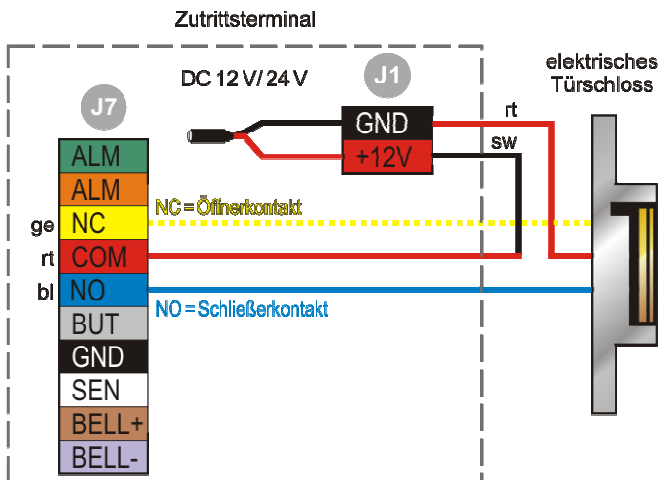 Zutrittsterminal
elektrisches
Türschloss
DC 12 V/ 24 V
J1
J7
GND
rt
+12V
sw
ALM
ALM
ge NC
NC = Öffnerkontakt
rt COM
bl NO
NO = Schließerkontakt
BUT
GND
SEN
BELL+
BELL-